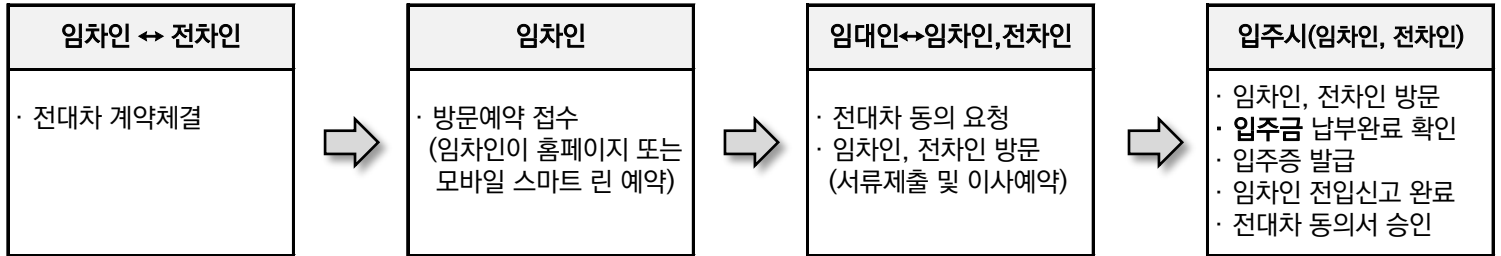 임차인 ↔ 전차인
· 전대차 계약체결
임차인
· 방문예약 접수
(임차인이 홈페이지 또는
모바일 스마트 린 예약)
임대인↔임차인,전차인
· 전대차 동의 요청
· 임차인, 전차인 방문
(서류제출 및 이사예약)
입주시(임차인, 전차인)
· 임차인, 전차인 방문
· 입주금 납부완료 확인
· 입주증 발급
· 임차인 전입신고 완료
· 전대차 동의서 승인